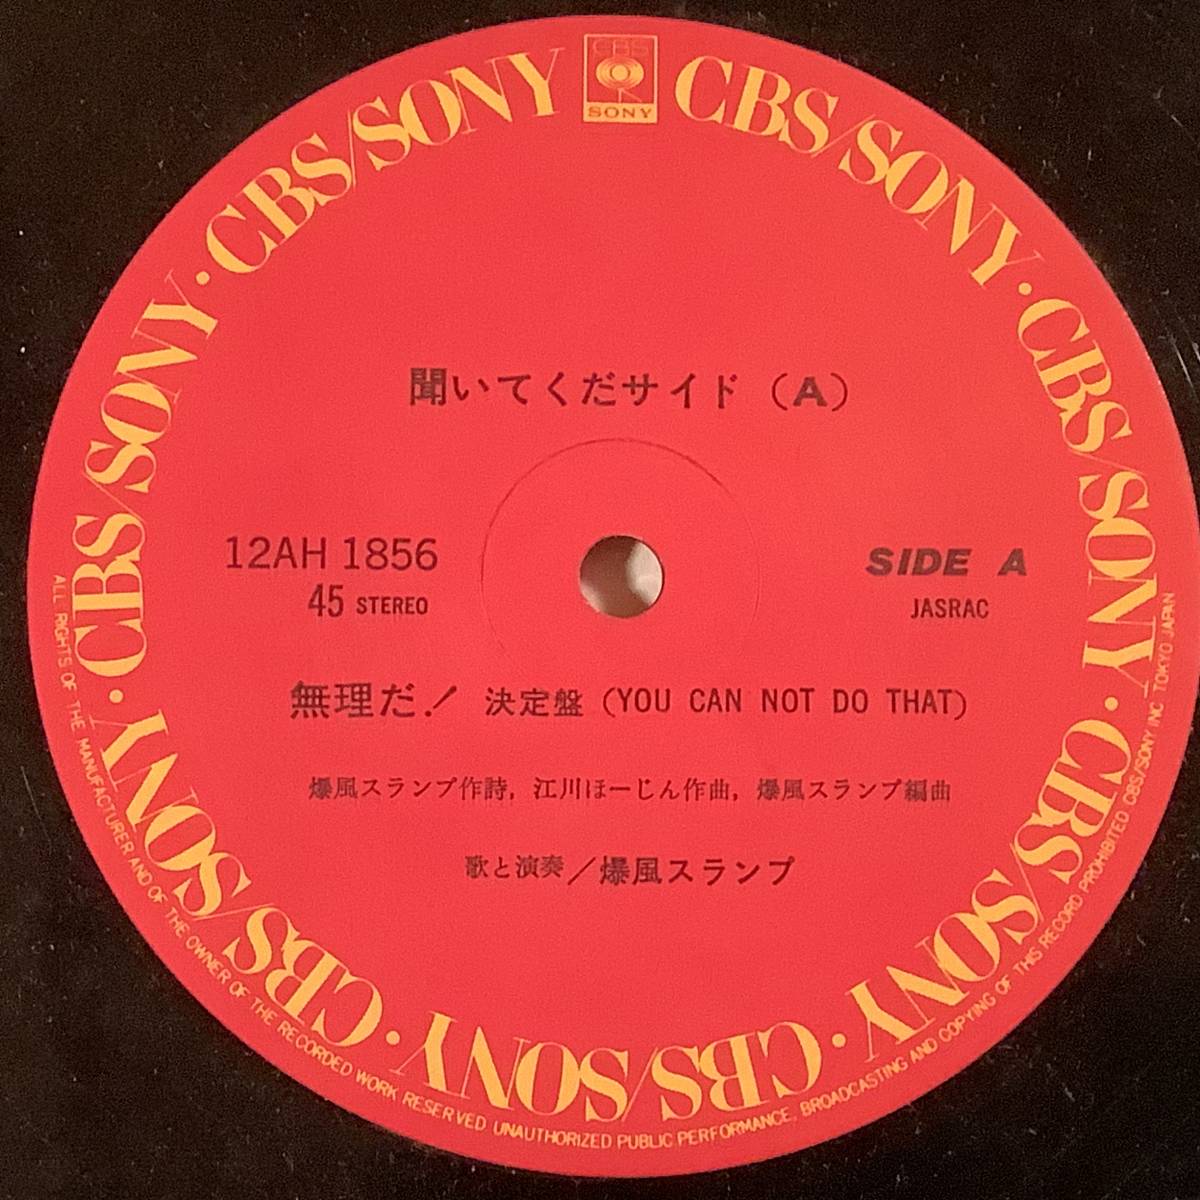 CBS
SONY
CBS/SONY · CBS/SONY · CBS/SONY · CBS/SONY · CBS/SONY · CBS/SONY · CBS/SONY · CBS/SONY
聞いてくだサイド (A)
12AH 1856
45 STEREO
SIDE A
JASRAC
無理だ! 決定盤 (YOU CAN NOT DO THAT)
爆風スランプ作詩, 江川ほーじん作曲, 爆風スランプ編曲
歌と演奏/爆風スランプ
ALL RIGHTS OF THE MANUFACTURER AND OF THE OWNER OF THE RECORDED WORK RESERVED UNAUTHORIZED PUBLIC PERFORMANCE, BROADCASTING AND COPYING OF THIS RECORD PROHIBITED CBS/SONY INC TOKYO JAPAN